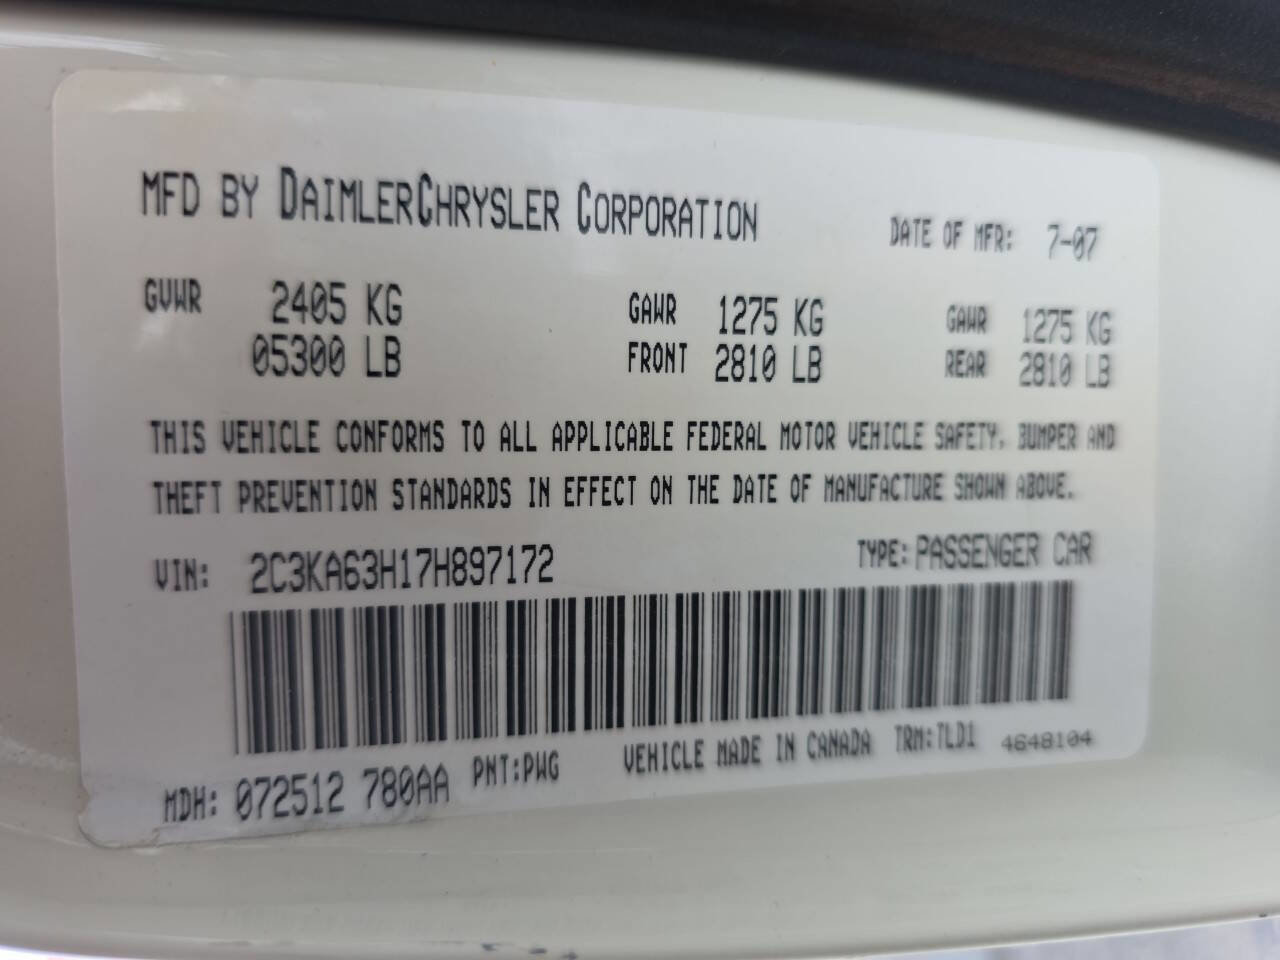 MFD BY DAIMLERCHRYSLER CORPORATION DATE OF MFR: 7-07
GVWR 2405 KG GAWR 1275 KG GAWR 1275 KG
05300 LB FRONT 2810 LB REAR 2810 LB
THIS VEHICLE CONFORMS TO ALL APPLICABLE FEDERAL MOTOR VEHICLE SAFETY, BUMPER AND
THEFT PREVENTION STANDARDS IN EFFECT ON THE DATE OF MANUFACTURE SHOWN ABOVE.
VIN: 2C3KA63H17H897172 TYPE: PASSENGER CAR
MDH: 072512 780AA PNT:PWG VEHICLE MADE IN CANADA TRM:TLD1 4648104